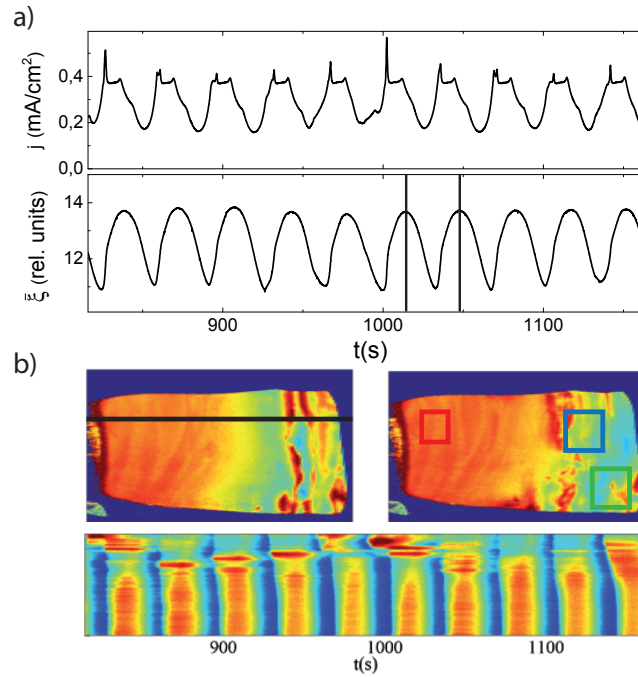 a)
j (mA/cm²)
0,4
0,2
0,0
ξ̄ (rel. units)
14
12
900
1000
1100
t(s)
b)
900
1000
1100
t(s)